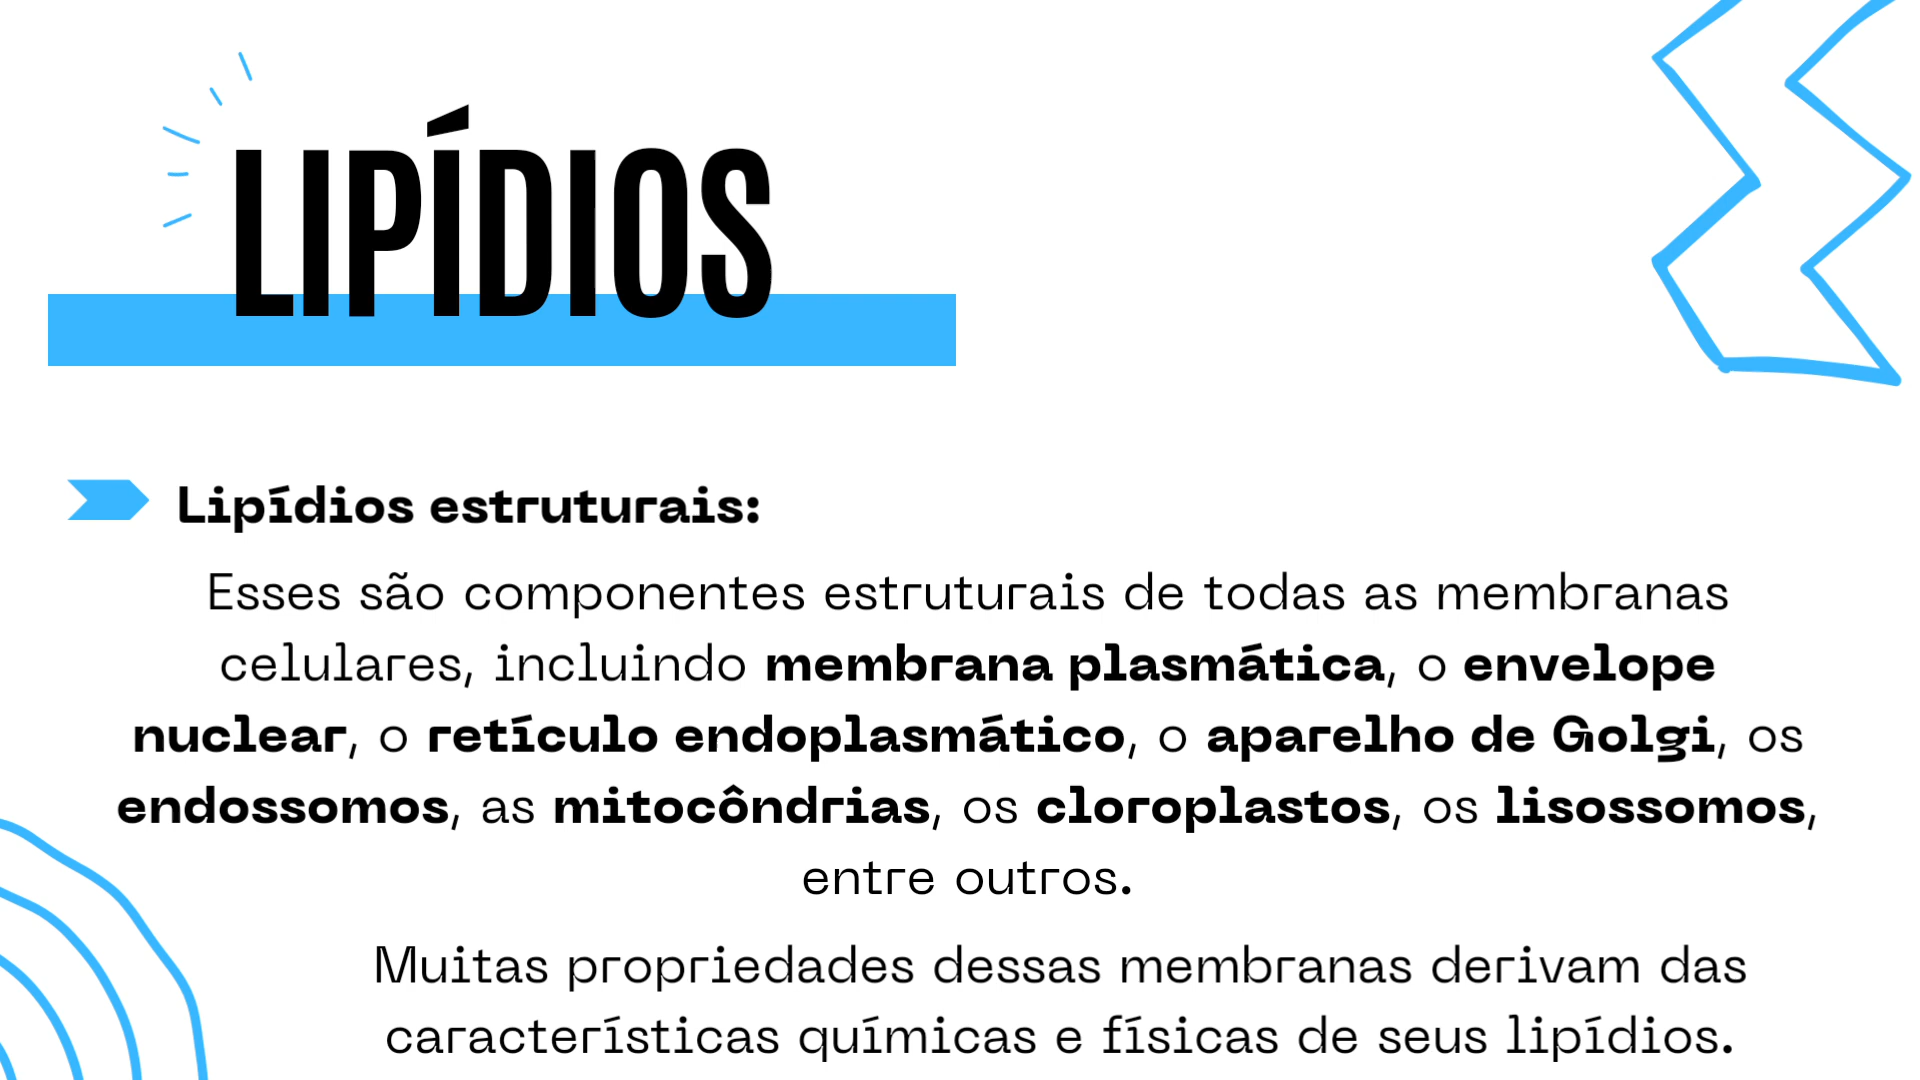 LIPÍDIOS
Lipídios estruturais:
Esses são componentes estruturais de todas as membranas
celulares, incluindo membrana plasmática, o envelope
nuclear, o retículo endoplasmático, o aparelho de Golgi, os
endossomos, as mitocôndrias, os cloroplastos, os lisossomos,
entre outros.
Muitas propriedades dessas membranas derivam das
características químicas e físicas de seus lipídios.